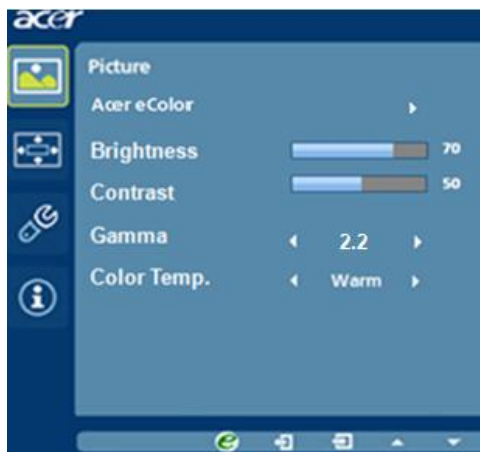 acer
Picture
Acer eColor
Brightness 70
Contrast 50
Gamma 2.2
Color Temp. Warm